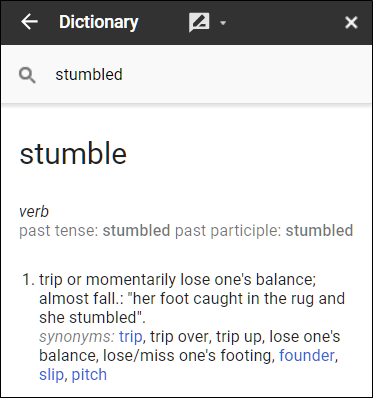 Dictionary
stumbled
stumble
verb
past tense: stumbled past participle: stumbled
1. trip or momentarily lose one's balance;
almost fall.: "her foot caught in the rug and
she stumbled".
synonyms: trip, trip over, trip up, lose one's
balance, lose/miss one's footing, founder,
slip, pitch